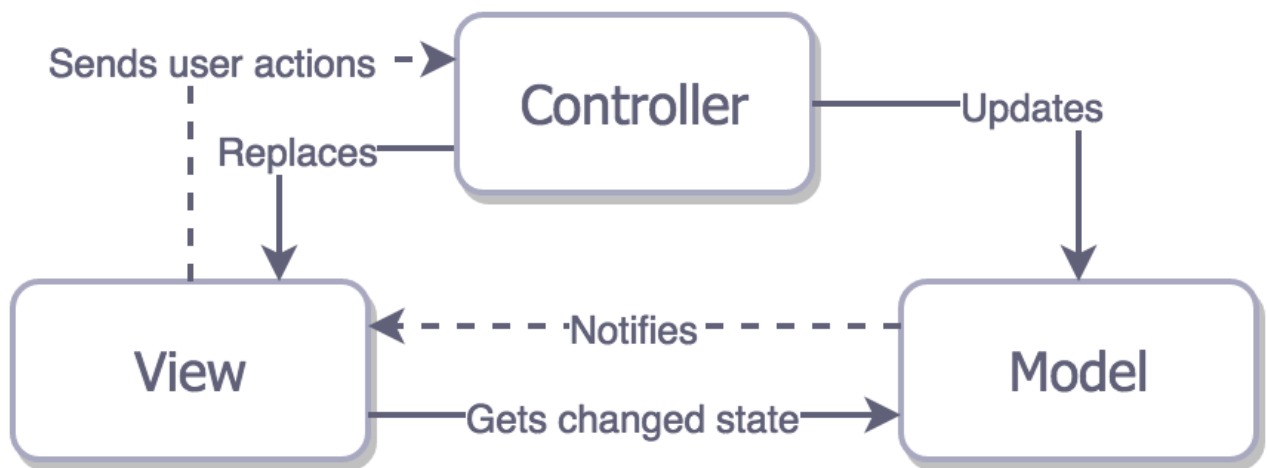 Sends user actions
Controller
Updates
Replaces
Notifies
View
Model
Gets changed state